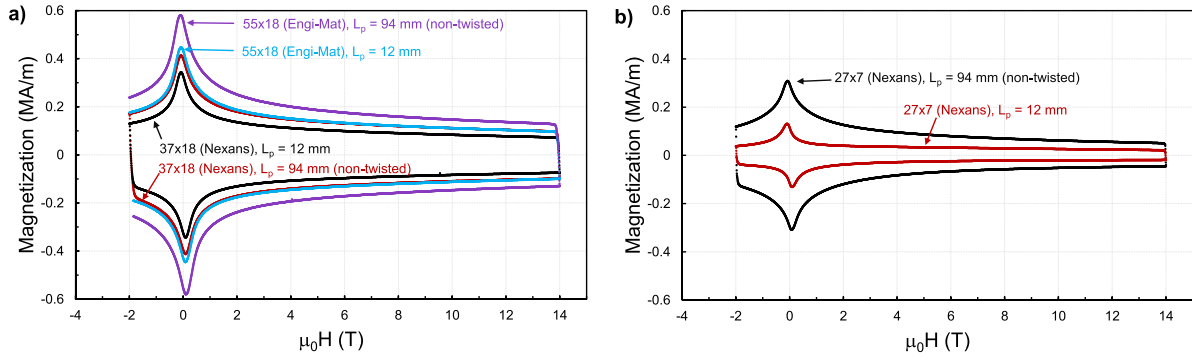 a)
Magnetization (MA/m)
0.6
0.4
0.2
0
-0.2
-0.4
-0.6
55x18 (Engi-Mat), Lp = 94 mm (non-twisted)
55x18 (Engi-Mat), Lp = 12 mm
37x18 (Nexans), Lp = 12 mm
37x18 (Nexans), Lp = 94 mm (non-twisted)
-4 -2 0 2 4 6 8 10 12 14
μ0H (T)
b)
Magnetization (MA/m)
0.6
0.4
0.2
0
-0.2
-0.4
-0.6
27x7 (Nexans), Lp = 94 mm (non-twisted)
27x7 (Nexans), Lp = 12 mm
-4 -2 0 2 4 6 8 10 12 14
μ0H (T)